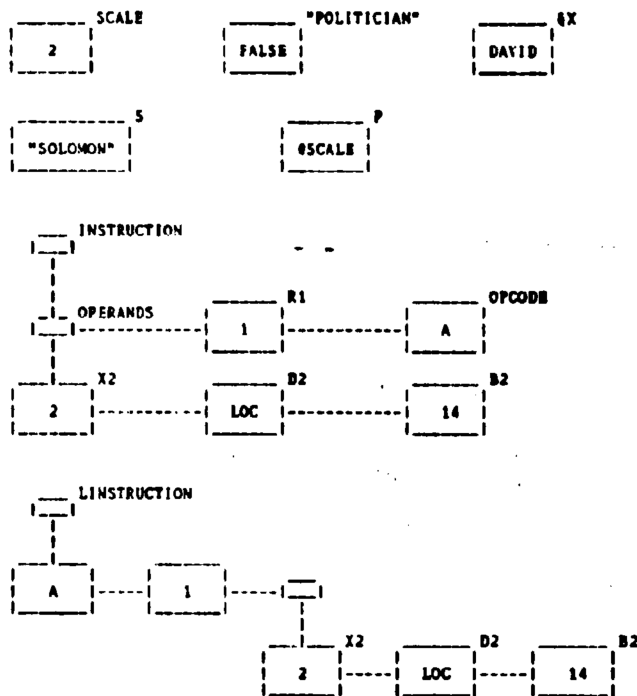 SCALE "POLITICIAN" &X
2 FALSE DAVID
S P
"SOLOMON" @SCALE
INSTRUCTION
R1 OPCODE
OPERANDS 1 A
X2 D2 B2
2 LOC 14
LINSTRUCTION
A 1
X2 D2 B2
2 LOC 14